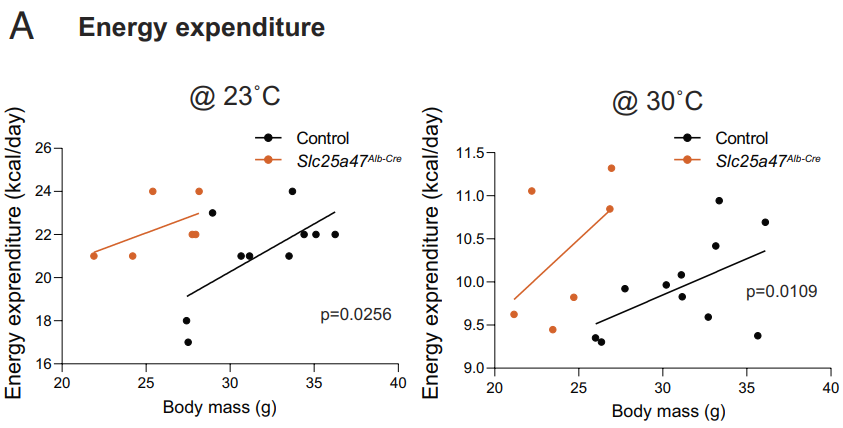 A Energy expenditure
@ 23˚C
Energy exprenditure (kcal/day)
Control
Slc25a47Alb-Cre
26
24
22
20
18
16
p=0.0256
20 25 30 35 40
Body mass (g)
@ 30˚C
Energy exprenditure (kcal/day)
Control
Slc25a47Alb-Cre
11.5
11.0
10.5
10.0
9.5
9.0
p=0.0109
20 25 30 35 40
Body mass (g)